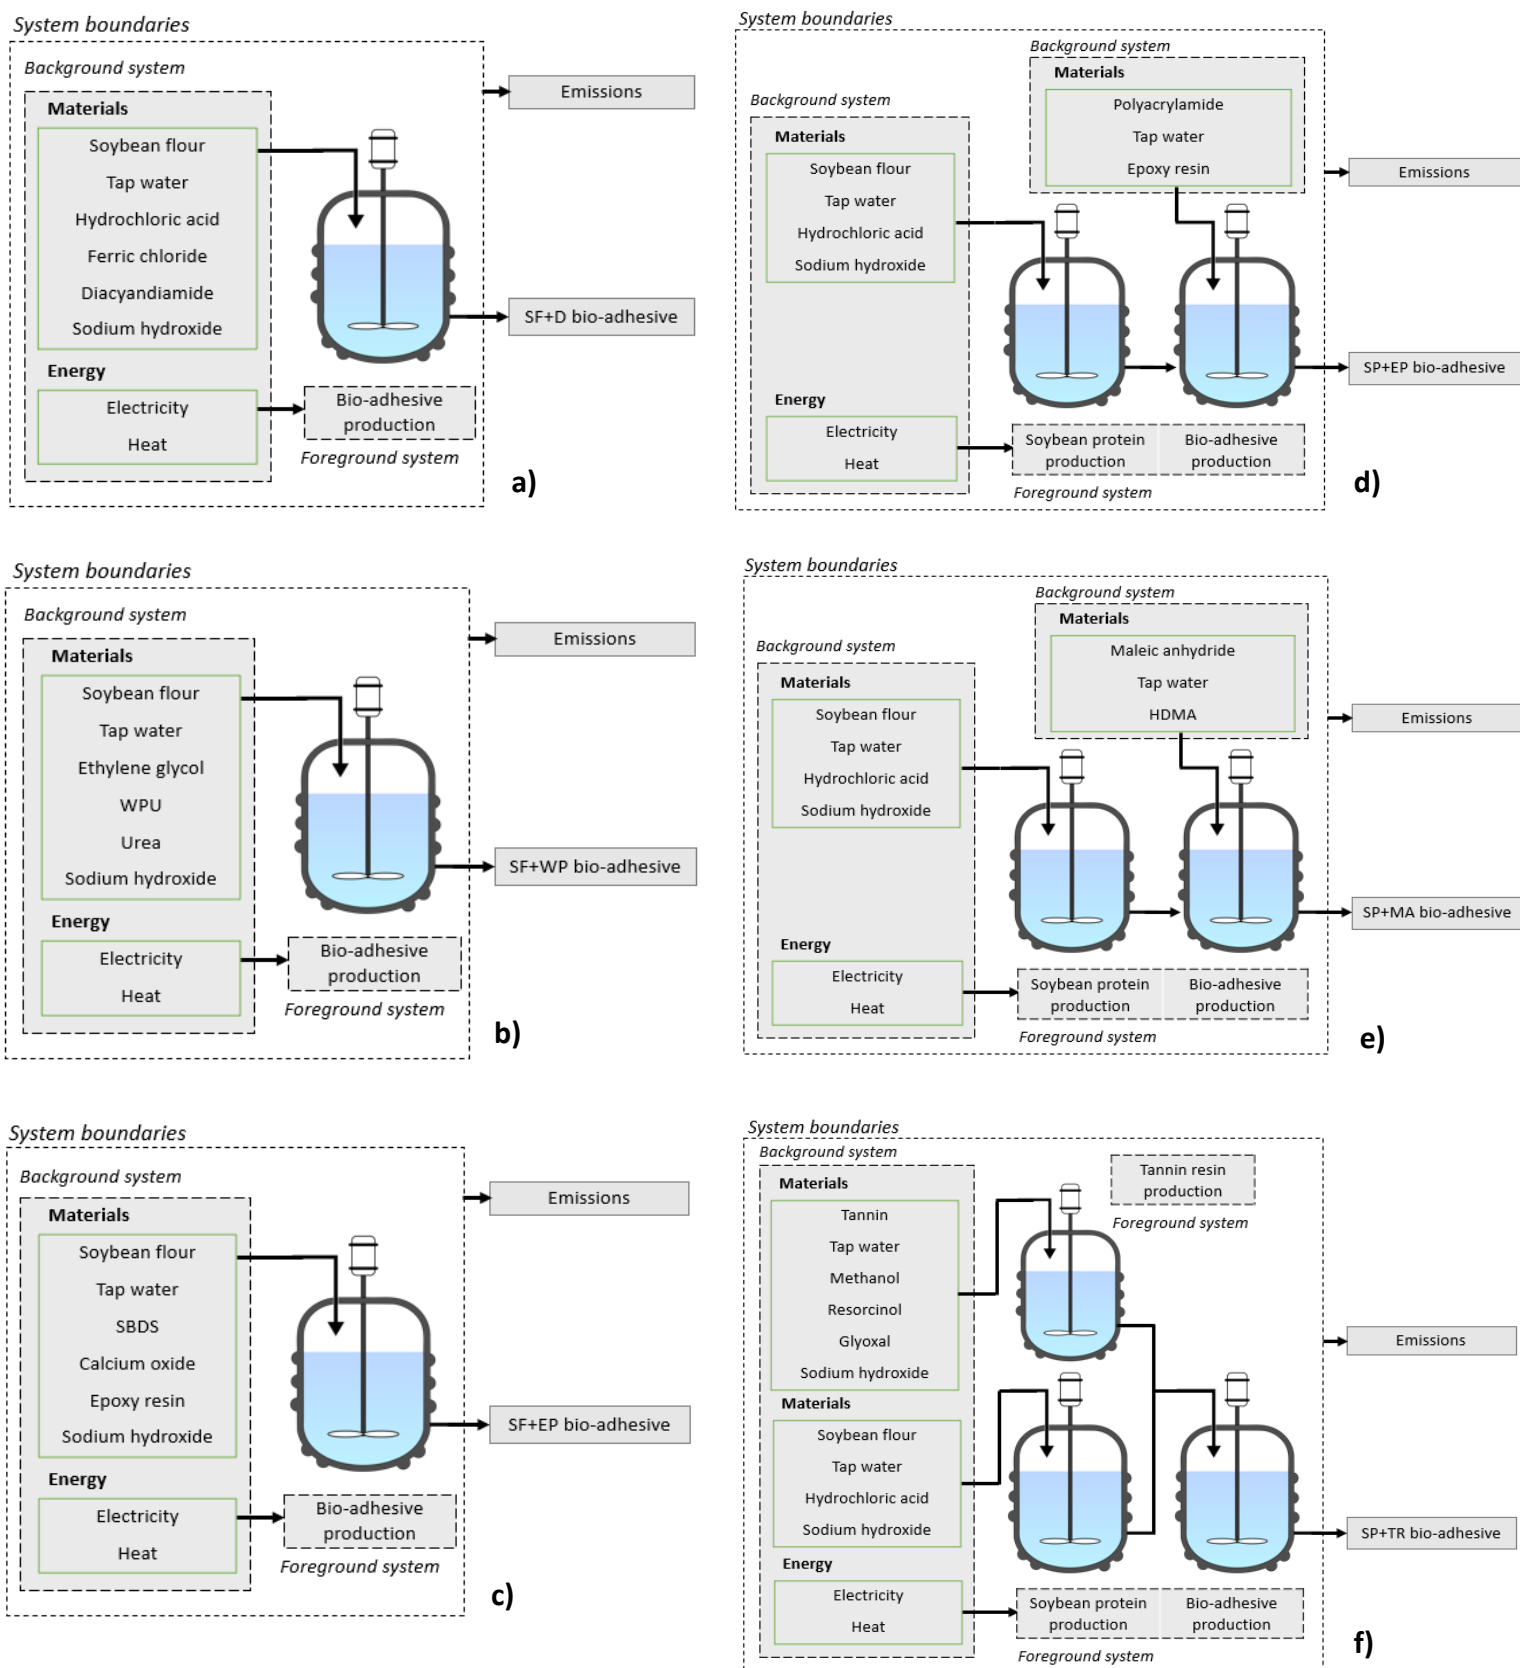 System boundaries
Background system
Materials
Soybean flour
Tap water
Hydrochloric acid
Ferric chloride
Diacyandiamide
Sodium hydroxide
Energy
Electricity
Heat
Bio-adhesive
production
Foreground system
Emissions
SF+D bio-adhesive
a)
System boundaries
Background system
Materials
Soybean flour
Tap water
Ethylene glycol
WPU
Urea
Sodium hydroxide
Energy
Electricity
Heat
Bio-adhesive
production
Foreground system
Emissions
SF+WP bio-adhesive
b)
System boundaries
Background system
Materials
Soybean flour
Tap water
SBDS
Calcium oxide
Epoxy resin
Sodium hydroxide
Energy
Electricity
Heat
Bio-adhesive
production
Foreground system
Emissions
SF+EP bio-adhesive
c)
System boundaries
Background system
Materials
Polyacrylamide
Tap water
Epoxy resin
Background system
Materials
Soybean flour
Tap water
Hydrochloric acid
Sodium hydroxide
Energy
Electricity
Heat
Soybean protein
production
Bio-adhesive
production
Foreground system
Emissions
SP+EP bio-adhesive
d)
System boundaries
Background system
Materials
Maleic anhydride
Tap water
HDMA
Background system
Materials
Soybean flour
Tap water
Hydrochloric acid
Sodium hydroxide
Energy
Electricity
Heat
Soybean protein
production
Bio-adhesive
production
Foreground system
Emissions
SP+MA bio-adhesive
e)
System boundaries
Background system
Materials
Tannin
Tap water
Methanol
Resorcinol
Glyoxal
Sodium hydroxide
Materials
Soybean flour
Tap water
Hydrochloric acid
Sodium hydroxide
Energy
Electricity
Heat
Tannin resin
production
Foreground system
Soybean protein
production
Bio-adhesive
production
Foreground system
Emissions
SP+TR bio-adhesive
f)